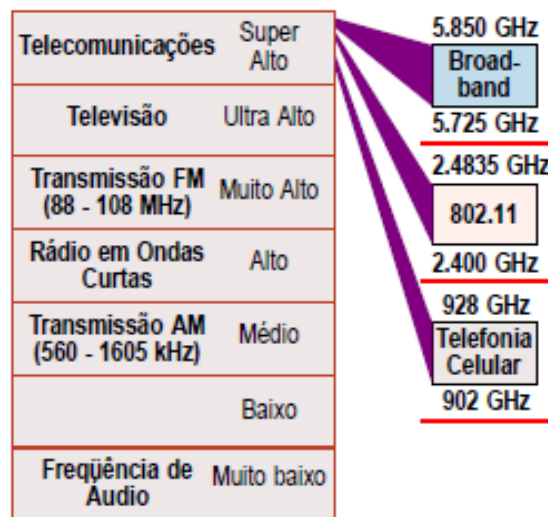 Telecomunicações Super
Alto
Televisão Ultra Alto
Transmissão FM
(88 - 108 MHz) Muito Alto
Rádio em Ondas
Curtas Alto
Transmissão AM
(560 - 1605 kHz) Médio
Baixo
Freqüência de
Áudio Muito baixo
5.850 GHz
Broad-
band
5.725 GHz
2.4835 GHz
802.11
2.400 GHz
928 GHz
Telefonia
Celular
902 GHz